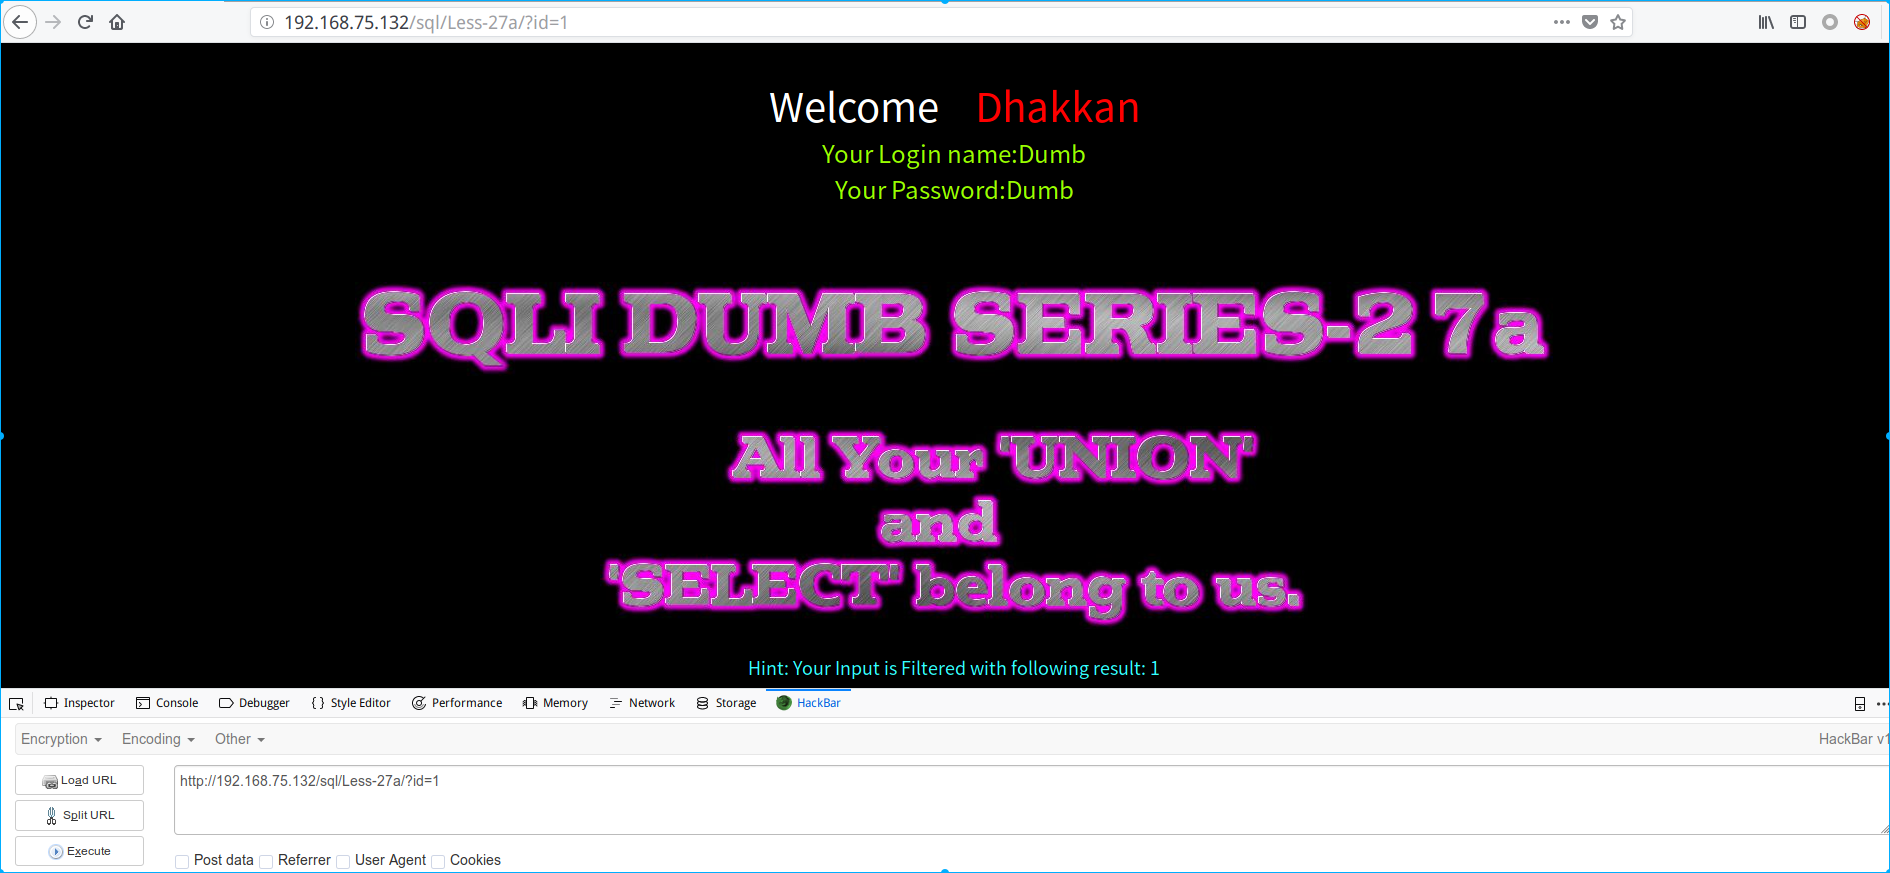 192.168.75.132/sql/Less-27a/?id=1
Welcome Dhakkan
Your Login name:Dumb
Your Password:Dumb
SQLI DUMB SERIES-27a
All Your 'UNION'
and
'SELECT' belong to us.
Hint: Your Input is Filtered with following result: 1
Inspector Console Debugger { } Style Editor Performance Memory Network Storage HackBar
Encryption Encoding Other HackBar v1
Load URL http://192.168.75.132/sql/Less-27a/?id=1
Split URL
Execute
Post data Referrer User Agent Cookies